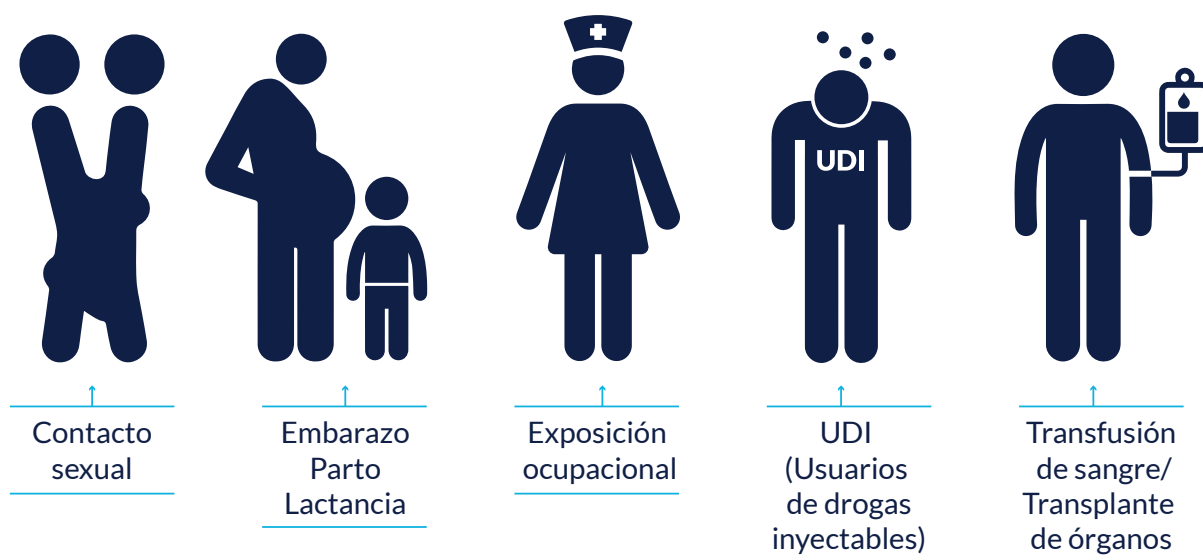 UDI
Contacto
sexual
Embarazo
Parto
Lactancia
Exposición
ocupacional
UDI
(Usuarios
de drogas
inyectables)
Transfusión
de sangre/
Transplante
de órganos